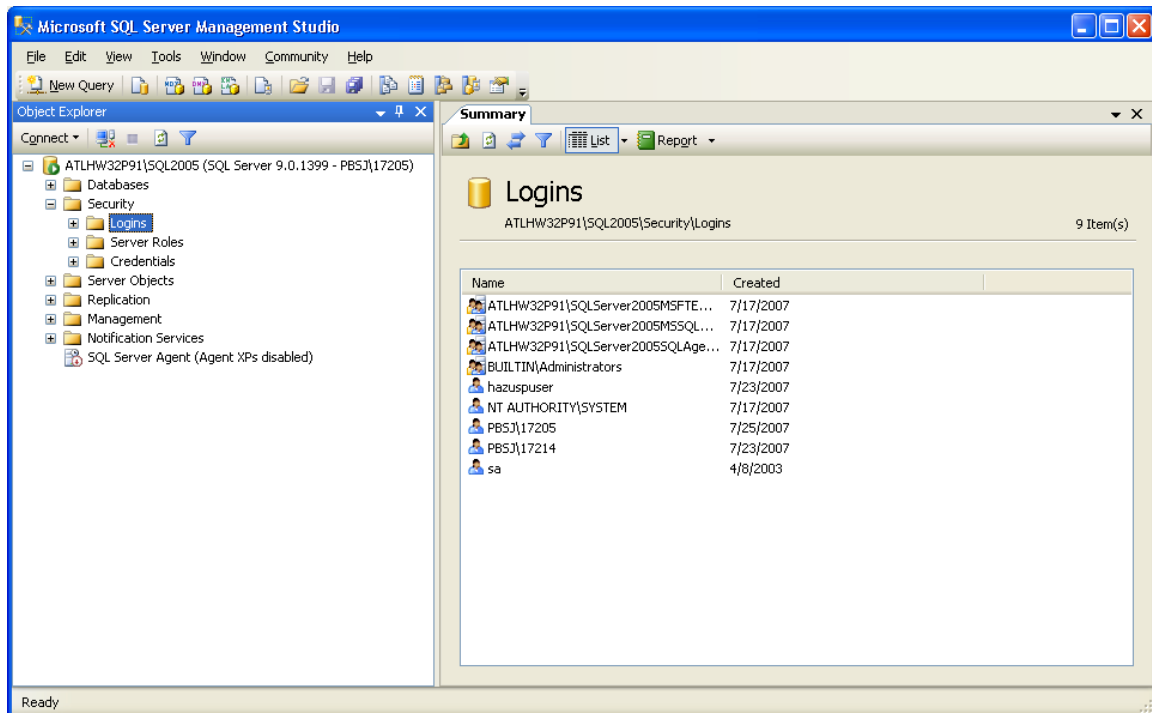 Microsoft SQL Server Management Studio
File Edit View Tools Window Community Help
New Query
Object Explorer
Connect
ATLHW32P91\SQL2005 (SQL Server 9.0.1399 - PBSJ\17205)
Databases
Security
Logins
Server Roles
Credentials
Server Objects
Replication
Management
Notification Services
SQL Server Agent (Agent XPs disabled)
Summary
List Report
Logins
ATLHW32P91\SQL2005\Security\Logins 9 Item(s)
Name Created
ATLHW32P91\SQLServer2005MSFTE... 7/17/2007
ATLHW32P91\SQLServer2005MSSQL... 7/17/2007
ATLHW32P91\SQLServer2005SQLAge... 7/17/2007
BUILTIN\Administrators 7/17/2007
hazuspuser 7/23/2007
NT AUTHORITY\SYSTEM 7/17/2007
PBSJ\17205 7/25/2007
PBSJ\17214 7/23/2007
sa 4/8/2003
Ready